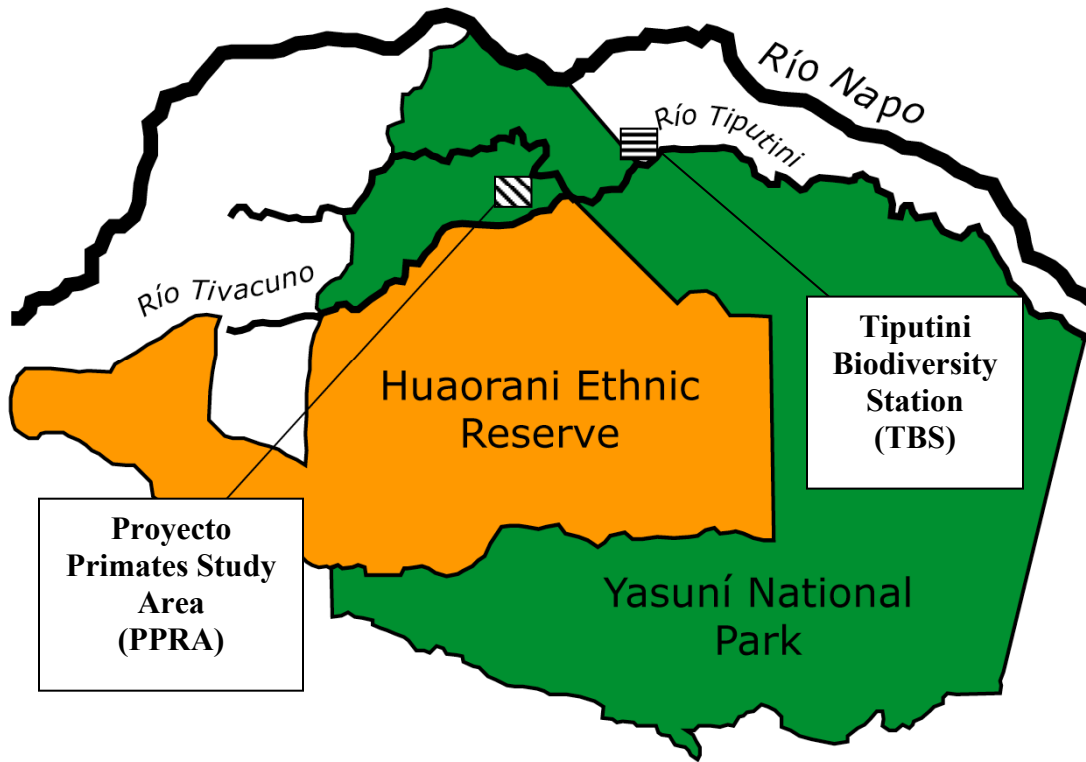 Río Napo
Río Tiputini
Río Tivacuno
Tiputini
Biodiversity
Station
(TBS)
Huaorani Ethnic
Reserve
Proyecto
Primates Study
Area
(PPRA)
Yasuní National
Park